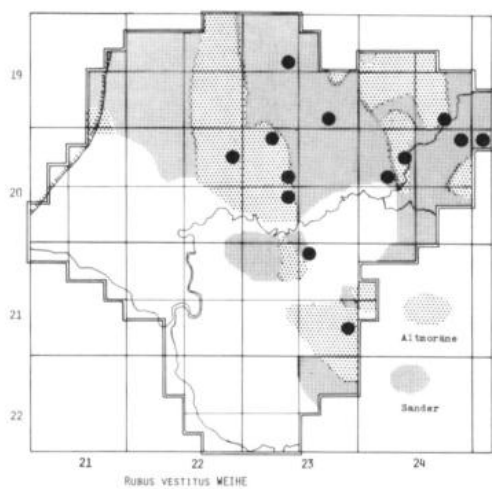 19
20
21
22
Altmoräne
Sander
21 22 23 24
RUBUS VESTITUS WEIHE